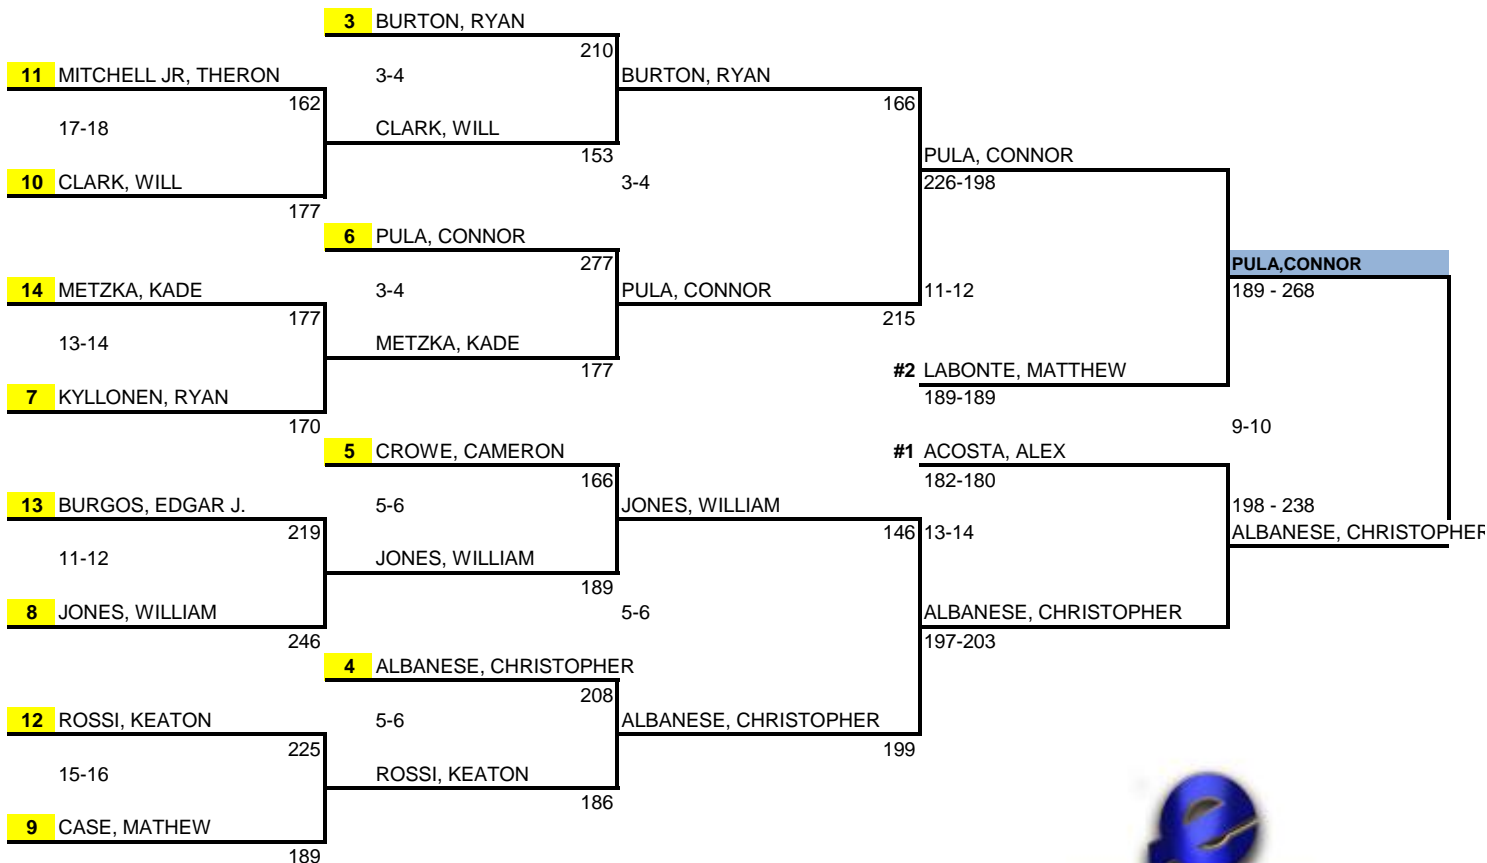 3 BURTON, RYAN
210
11 MITCHELL JR, THERON
3-4
BURTON, RYAN
162
166
17-18
CLARK, WILL
153
PULA, CONNOR
10 CLARK, WILL
3-4
226-198
177
6 PULA, CONNOR
277
PULA,CONNOR
14 METZKA, KADE
3-4
PULA, CONNOR
11-12
189 - 268
177
215
13-14
METZKA, KADE
177
#2 LABONTE, MATTHEW
7 KYLLONEN, RYAN
189-189
170
9-10
5 CROWE, CAMERON
#1 ACOSTA, ALEX
166
182-180
13 BURGOS, EDGAR J.
5-6
JONES, WILLIAM
198 - 238
219
146
13-14
ALBANESE, CHRISTOPHER
11-12
JONES, WILLIAM
189
8 JONES, WILLIAM
5-6
ALBANESE, CHRISTOPHER
246
197-203
4 ALBANESE, CHRISTOPHER
208
12 ROSSI, KEATON
5-6
ALBANESE, CHRISTOPHER
225
199
15-16
ROSSI, KEATON
186
9 CASE, MATHEW
189